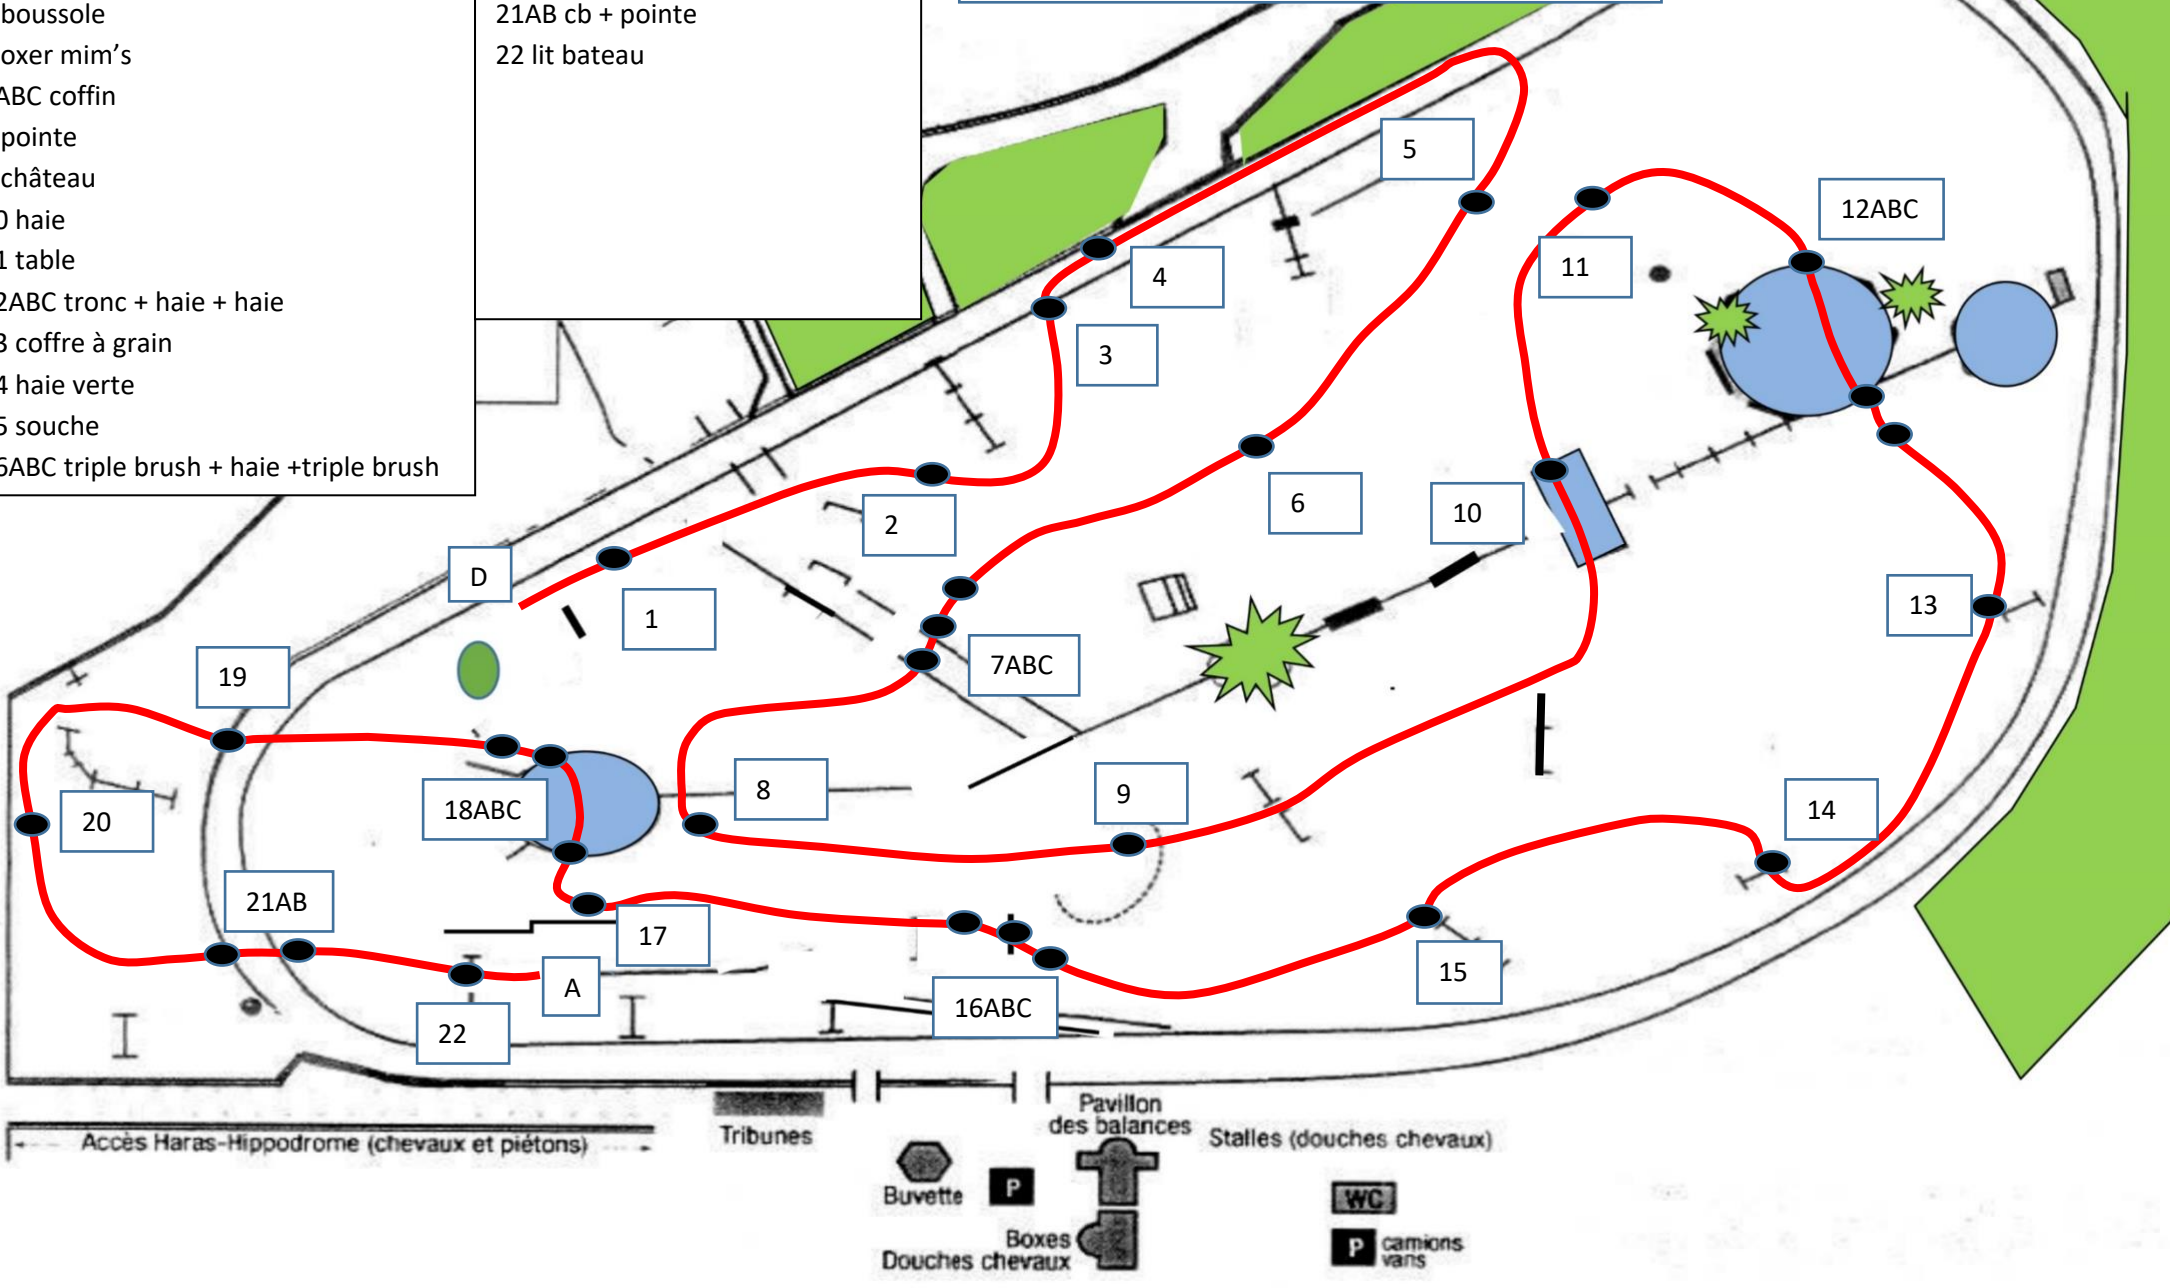 boussole
oxer mim's
ABC coffin
pointe
château
0 haie
1 table
2ABC tronc + haie + haie
3 coffre à grain
4 haie verte
5 souche
6ABC triple brush + haie +triple brush
21AB cb + pointe
22 lit bateau
5
12ABC
11
4
3
10
6
2
D
1
13
7ABC
19
8
9
14
18ABC
20
21AB
17
15
A
16ABC
22
Accès Haras-Hippodrome (chevaux et piétons)
Tribunes
Pavillon
des balances
Stalles (douches chevaux)
Buvette
P
WC
Boxes
Douches chevaux
P camions
vans